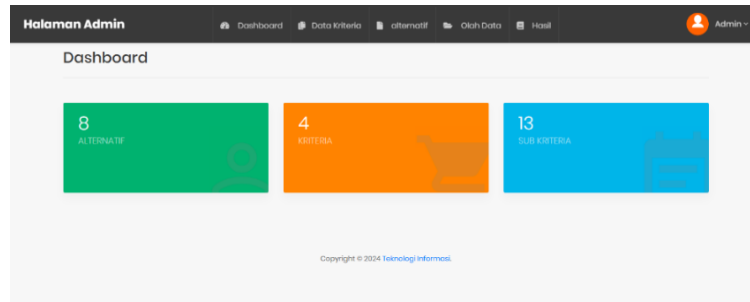 Halaman Admin
Dashboard
Data Kriteria
alternatif
Olah Data
Hasil
Admin
Dashboard
8
ALTERNATIF
4
KRITERIA
13
SUB KRITERIA
Copyright © 2024 Teknologi Informasi.